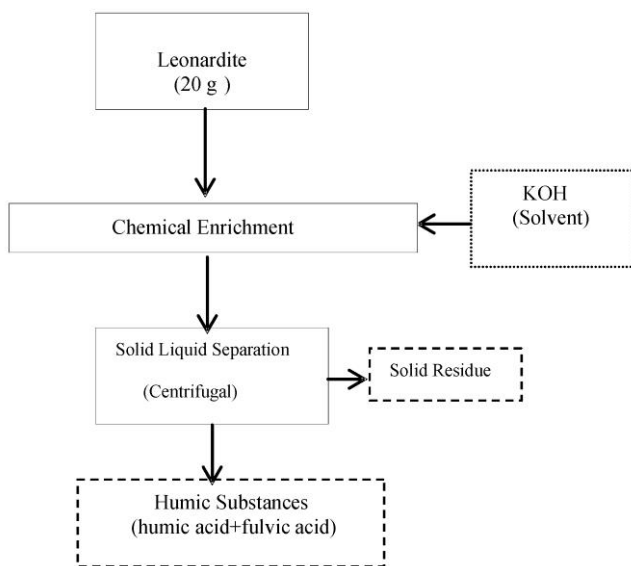 Leonardite
(20 g )
KOH
(Solvent)
Chemical Enrichment
Solid Liquid Separation
(Centrifugal)
Solid Residue
Humic Substances
(humic acid+fulvic acid)